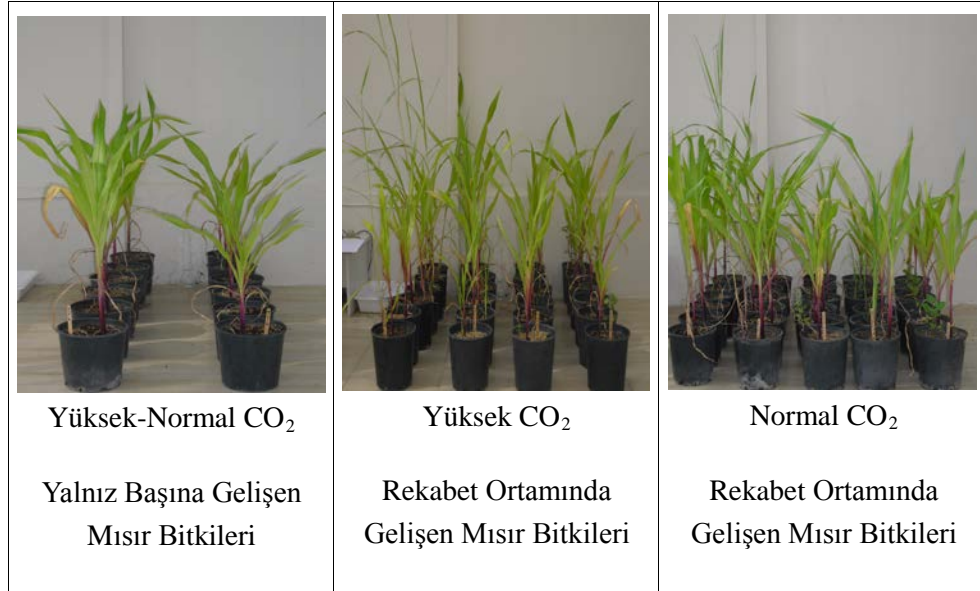 Yüksek-Normal CO₂
Yalnız Başına Gelişen
Mısır Bitkileri
Yüksek CO₂
Rekabet Ortamında
Gelişen Mısır Bitkileri
Normal CO₂
Rekabet Ortamında
Gelişen Mısır Bitkileri